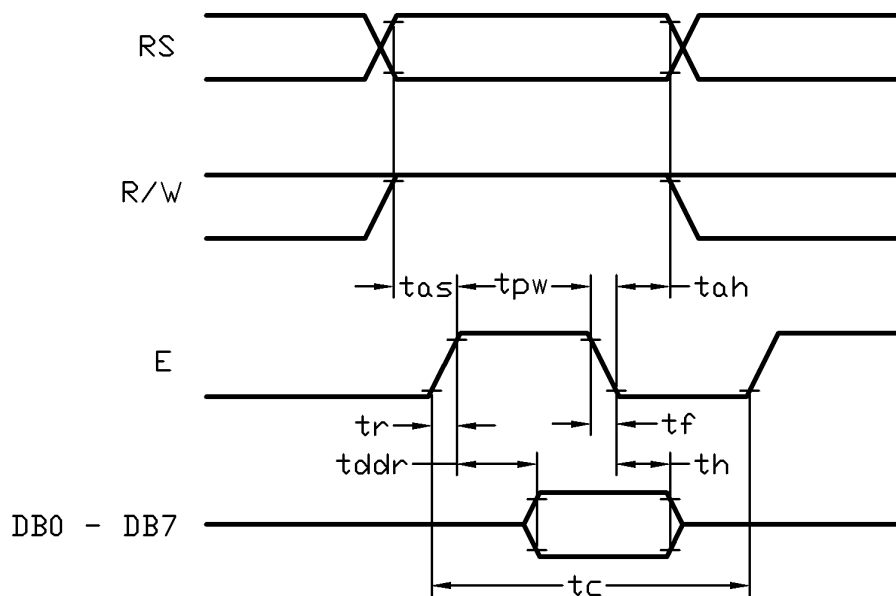 RS
R/W
tas
tpw
tah
E
tr
tf
tddr
th
DB0 - DB7
tc